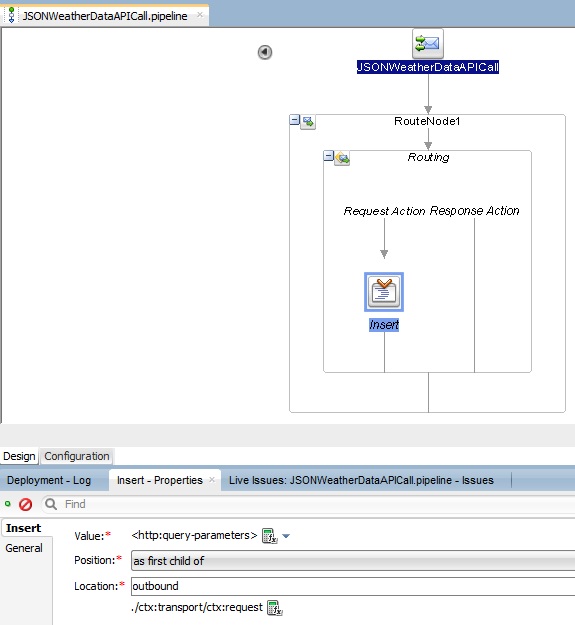 JSONWeatherDataAPICall.pipeline
JSONWeatherDataAPICall
RouteNode1
Routing
Request Action Response Action
Insert
Design Configuration
Deployment - Log Insert - Properties Live Issues: JSONWeatherDataAPICall.pipeline - Issues
Find
Insert
General
Value:* <http:query-parameters>
Position:* as first child of
Location:* outbound
./ctx:transport/ctx:request